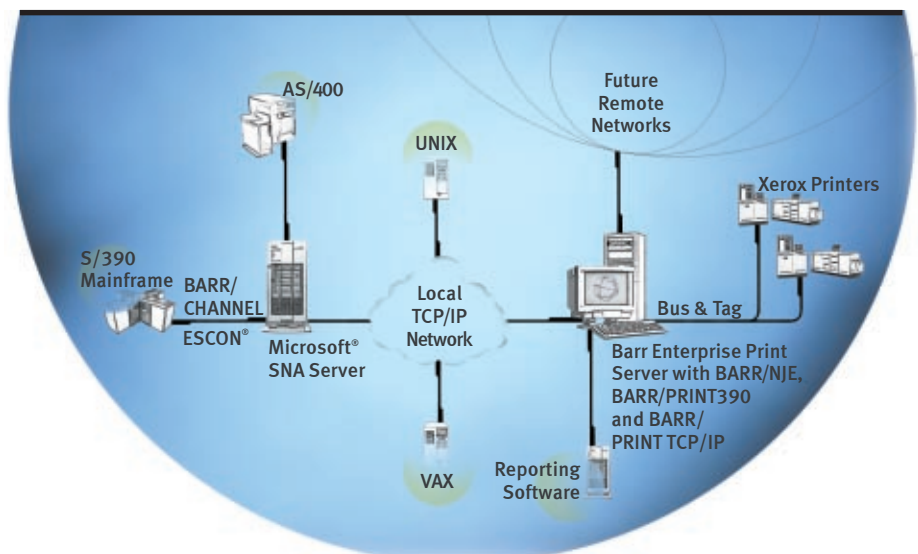 AS/400
Future
Remote
Networks
UNIX
Xerox Printers
S/390
Mainframe
BARR/
CHANNEL
ESCON®
Microsoft®
SNA Server
Local
TCP/IP
Network
Bus & Tag
Barr Enterprise Print
Server with BARR/NJE,
BARR/PRINT390
and BARR/
PRINT TCP/IP
VAX
Reporting
Software